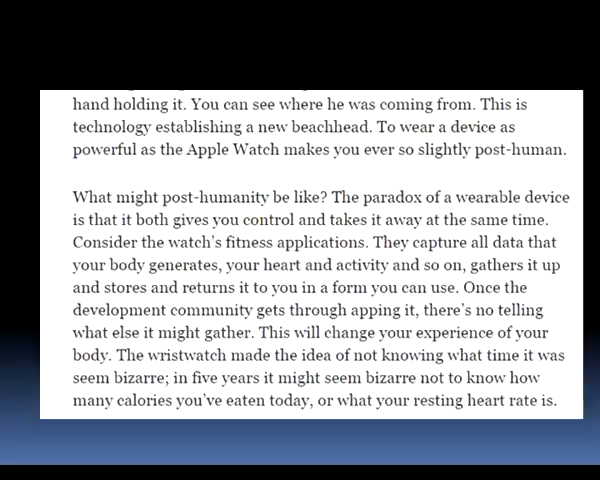 hand holding it. You can see where he was coming from. This is
technology establishing a new beachhead. To wear a device as
powerful as the Apple Watch makes you ever so slightly post-human.
What might post-humanity be like? The paradox of a wearable device
is that it both gives you control and takes it away at the same time.
Consider the watch's fitness applications. They capture all data that
your body generates, your heart and activity and so on, gathers it up
and stores and returns it to you in a form you can use. Once the
development community gets through apping it, there's no telling
what else it might gather. This will change your experience of your
body. The wristwatch made the idea of not knowing what time it was
seem bizarre; in five years it might seem bizarre not to know how
many calories you've eaten today, or what your resting heart rate is.